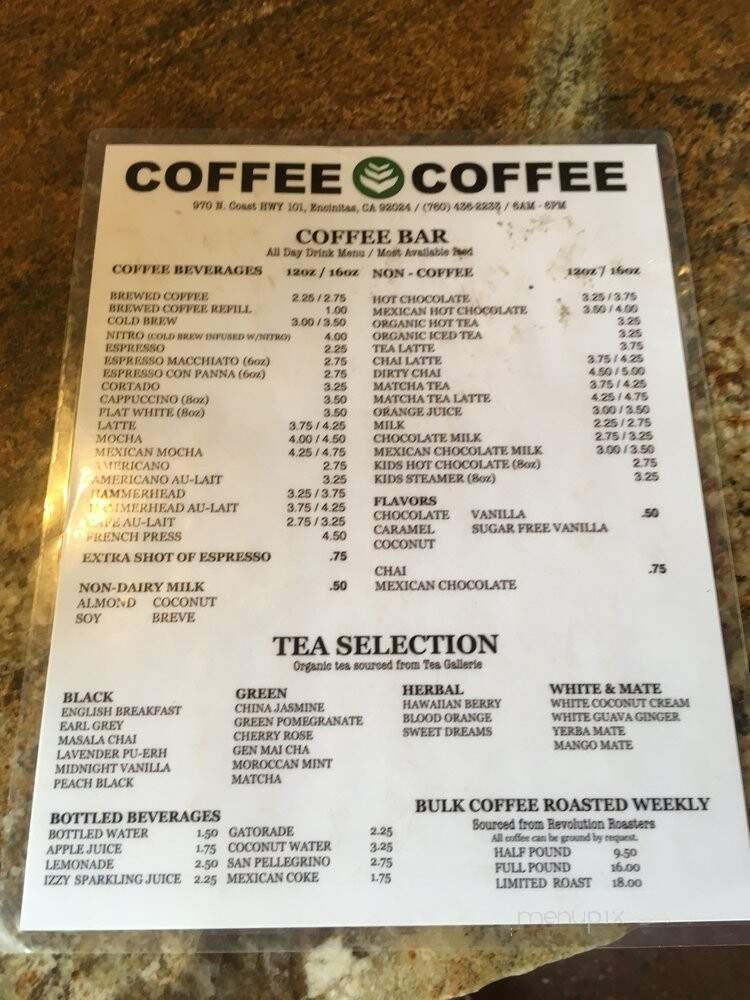 COFFEE COFFEE
970 N. Coast HWY 101, Encinitas, CA 92024 / (760) 436-2233 / 6AM - 6PM
COFFEE BAR
All Day Drink Menu / Most Available Iced
COFFEE BEVERAGES 12oz / 16oz
BREWED COFFEE 2.25 / 2.75
BREWED COFFEE REFILL 1.00
COLD BREW 3.00 / 3.50
NITRO (COLD BREW INFUSED W/NITRO) 4.00
ESPRESSO 2.25
ESPRESSO MACCHIATO (6oz) 2.75
ESPRESSO CON PANNA (6oz) 2.75
CORTADO 3.25
CAPPUCCINO (8oz) 3.50
FLAT WHITE (8oz) 3.50
LATTE 3.75 / 4.25
MOCHA 4.00 / 4.50
MEXICAN MOCHA 4.25 / 4.75
AMERICANO 2.75
AMERICANO AU-LAIT 3.25
HAMMERHEAD 3.25 / 3.75
HAMMERHEAD AU-LAIT 3.75 / 4.25
CAFE AU-LAIT 2.75 / 3.25
FRENCH PRESS 4.50
EXTRA SHOT OF ESPRESSO .75
NON-DAIRY MILK .50
ALMOND COCONUT
SOY BREVE
NON - COFFEE 12oz / 16oz
HOT CHOCOLATE 3.25 / 3.75
MEXICAN HOT CHOCOLATE 3.50 / 4.00
ORGANIC HOT TEA 3.25
ORGANIC ICED TEA 3.25
TEA LATTE 3.75
CHAI LATTE 3.75 / 4.25
DIRTY CHAI 4.50 / 5.00
MATCHA TEA 3.75 / 4.25
MATCHA TEA LATTE 4.25 / 4.75
ORANGE JUICE 3.00 / 3.50
MILK 2.25 / 2.75
CHOCOLATE MILK 2.75 / 3.25
MEXICAN CHOCOLATE MILK 3.00 / 3.50
KIDS HOT CHOCOLATE (8oz) 2.75
KIDS STEAMER (8oz) 3.25
FLAVORS
CHOCOLATE VANILLA .50
CARAMEL SUGAR FREE VANILLA
COCONUT
CHAI .75
MEXICAN CHOCOLATE
TEA SELECTION
Organic tea sourced from Tea Gallerie
BLACK
ENGLISH BREAKFAST
EARL GREY
MASALA CHAI
LAVENDER PU-ERH
MIDNIGHT VANILLA
PEACH BLACK
GREEN
CHINA JASMINE
GREEN POMEGRANATE
CHERRY ROSE
GEN MAI CHA
MOROCCAN MINT
MATCHA
HERBAL
HAWAIIAN BERRY
BLOOD ORANGE
SWEET DREAMS
WHITE & MATE
WHITE COCONUT CREAM
WHITE GUAVA GINGER
YERBA MATE
MANGO MATE
BOTTLED BEVERAGES
BOTTLED WATER 1.50 GATORADE 2.25
APPLE JUICE 1.75 COCONUT WATER 3.25
LEMONADE 2.50 SAN PELLEGRINO 2.75
IZZY SPARKLING JUICE 2.25 MEXICAN COKE 1.75
BULK COFFEE ROASTED WEEKLY
Sourced from Revolution Roasters
All coffee can be ground by request.
HALF POUND 9.50
FULL POUND 16.00
LIMITED ROAST 18.00
menupix